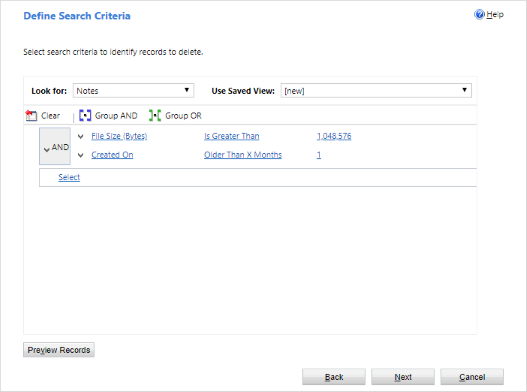 Define Search Criteria
Help
Select search criteria to identify records to delete.
Look for: Notes Use Saved View: [new]
Clear Group AND Group OR
AND
File Size (Bytes) Is Greater Than 1,048,576
Created On Older Than X Months 1
Select
Preview Records
Back Next Cancel